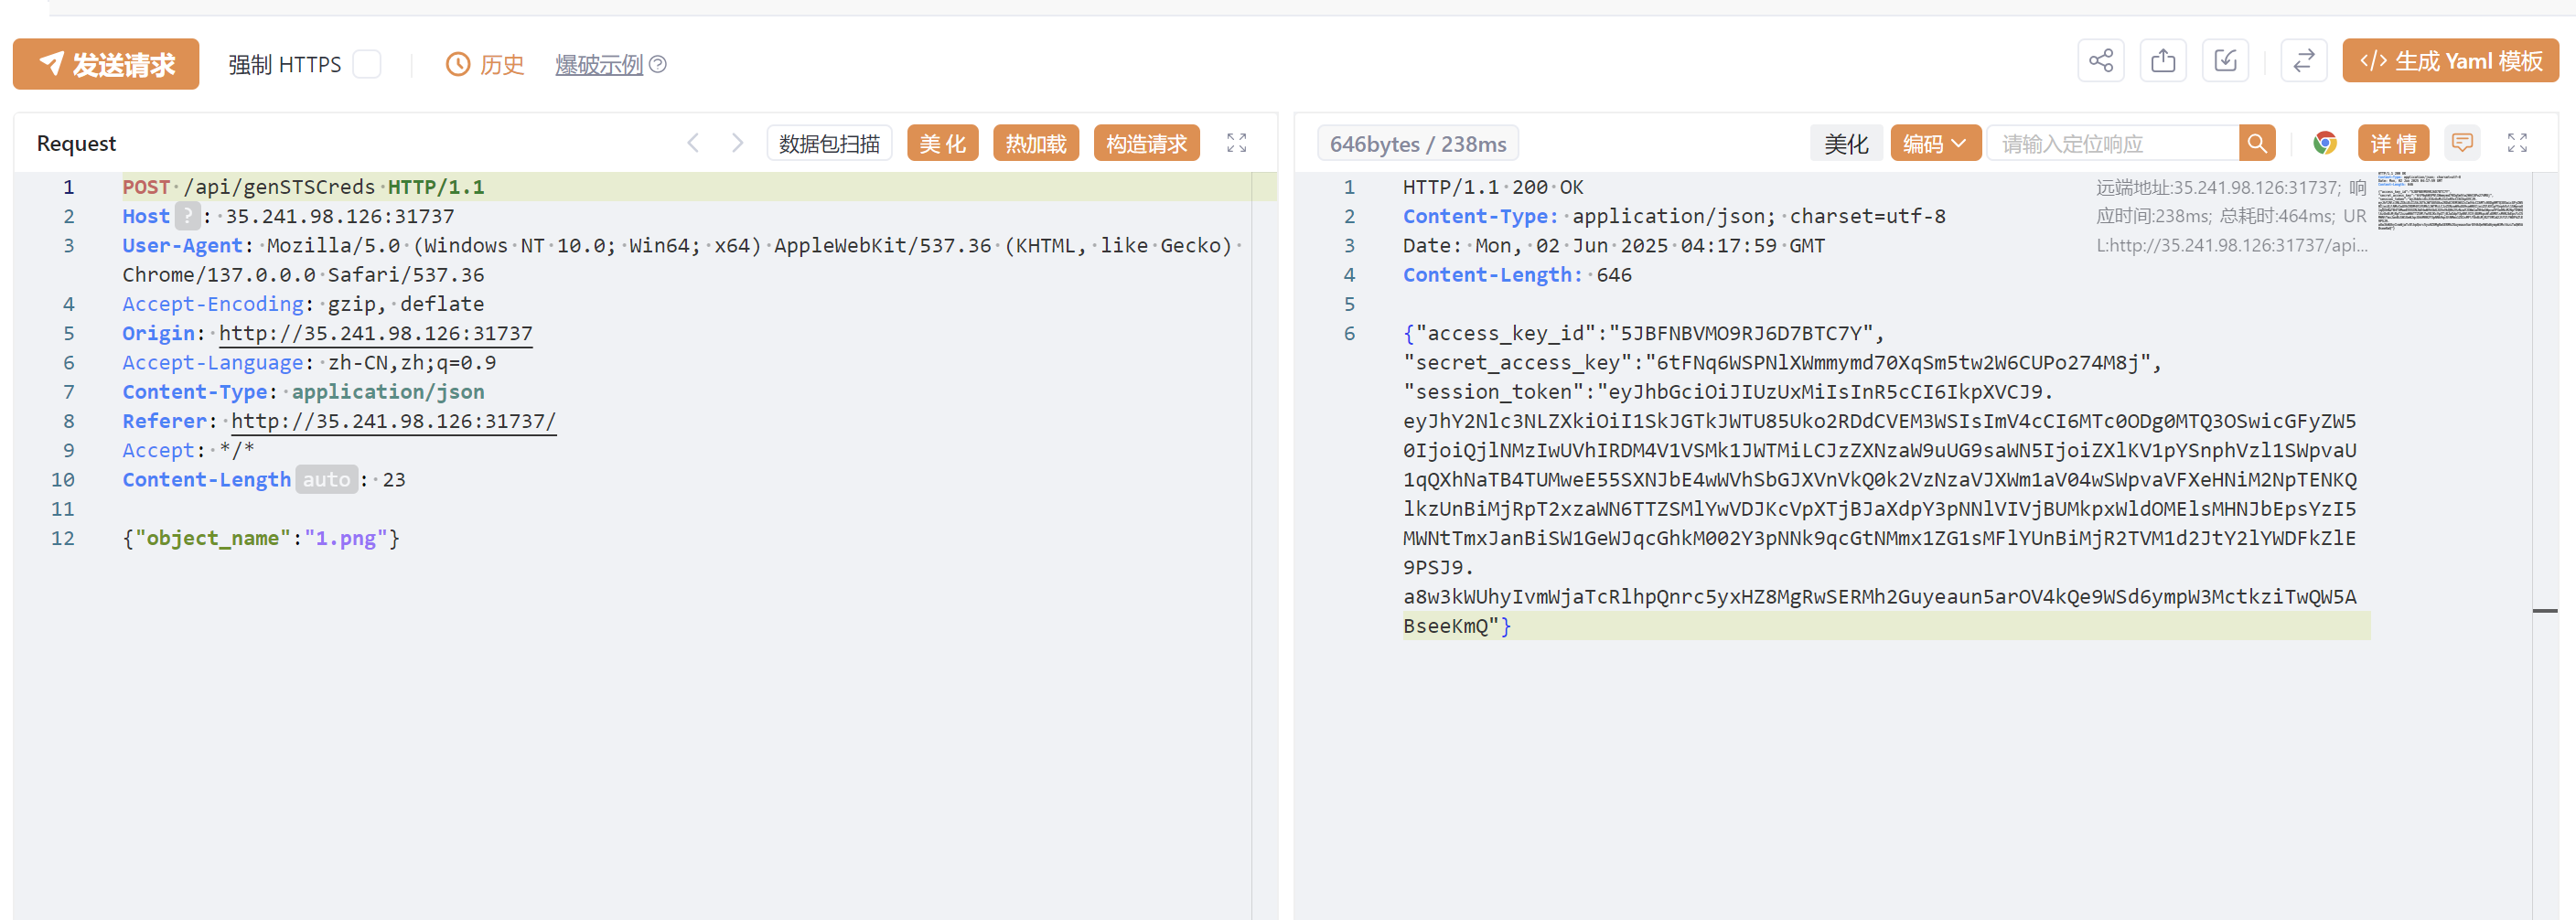 发送请求 强制 HTTPS 历史 爆破示例 生成 Yaml 模板
Request 数据包扫描 美化 热加载 构造请求
1 POST /api/genSTSCreds HTTP/1.1
2 Host ? : 35.241.98.126:31737
3 User-Agent: Mozilla/5.0 (Windows NT 10.0; Win64; x64) AppleWebKit/537.36 (KHTML, like Gecko)
Chrome/137.0.0.0 Safari/537.36
4 Accept-Encoding: gzip, deflate
5 Origin: http://35.241.98.126:31737
6 Accept-Language: zh-CN,zh;q=0.9
7 Content-Type: application/json
8 Referer: http://35.241.98.126:31737/
9 Accept: */*
10 Content-Length auto : 23
11
12 {"object_name":"1.png"}
646bytes / 238ms 美化 编码 请输入定位响应 详情
1 HTTP/1.1 200 OK
2 Content-Type: application/json; charset=utf-8
3 Date: Mon, 02 Jun 2025 04:17:59 GMT
4 Content-Length: 646
5
6 {"access_key_id":"5JBFNBVMO9RJ6D7BTC7Y",
"secret_access_key":"6tFNq6WSPNlXWmmymd70XqSm5tw2W6CUPo274M8j",
"session_token":"eyJhbGciOiJIUzUxMiIsInR5cCI6IkpXVCJ9.
eyJhY2Nlc3NLZXkiOiI1SkJGTkJWTU85Uko2RDdCVEM3WSIsImV4cCI6MTc0ODg0MTQ3OSwicGFyZW5
0IjoiQjlNMzIwUVhIRDM4V1VSMk1JWTMiLCJzZXNzaW9uUG9saWN5IjoiZXlKV1pYSnphVzl1SWpvaU
1qQXhNaTB4TUMweE55SXNJbE4wWVhSbGJXVnVkQ0k2VzNzaVJXWm1aV04wSWpvaVFXeHNiM2NpTENKQ
lkzUnBiMjRpT2xzaWN6TTZSMlYwVDJKcVpXTjBJaXdpY3pNNlVIVjBUMkpxWldOMElsMHNJbEpsYzI5
MWNtTmxJanBiSW1GeWJqcGhkM002Y3pNNk9qcGtNMmx1ZG1sMFlYUnBiMjR2TVM1d2JtY2lYWDFkZlE
9PSJ9.
a8w3kWUhyIvmWjaTcRlhpQnrc5yxHZ8MgRwSERMh2Guyeaun5arOV4kQe9WSd6ympW3MctkziTwQW5A
BseeKmQ"}
远端地址:35.241.98.126:31737; 响
应时间:238ms; 总耗时:464ms; UR
L:http://35.241.98.126:31737/api...